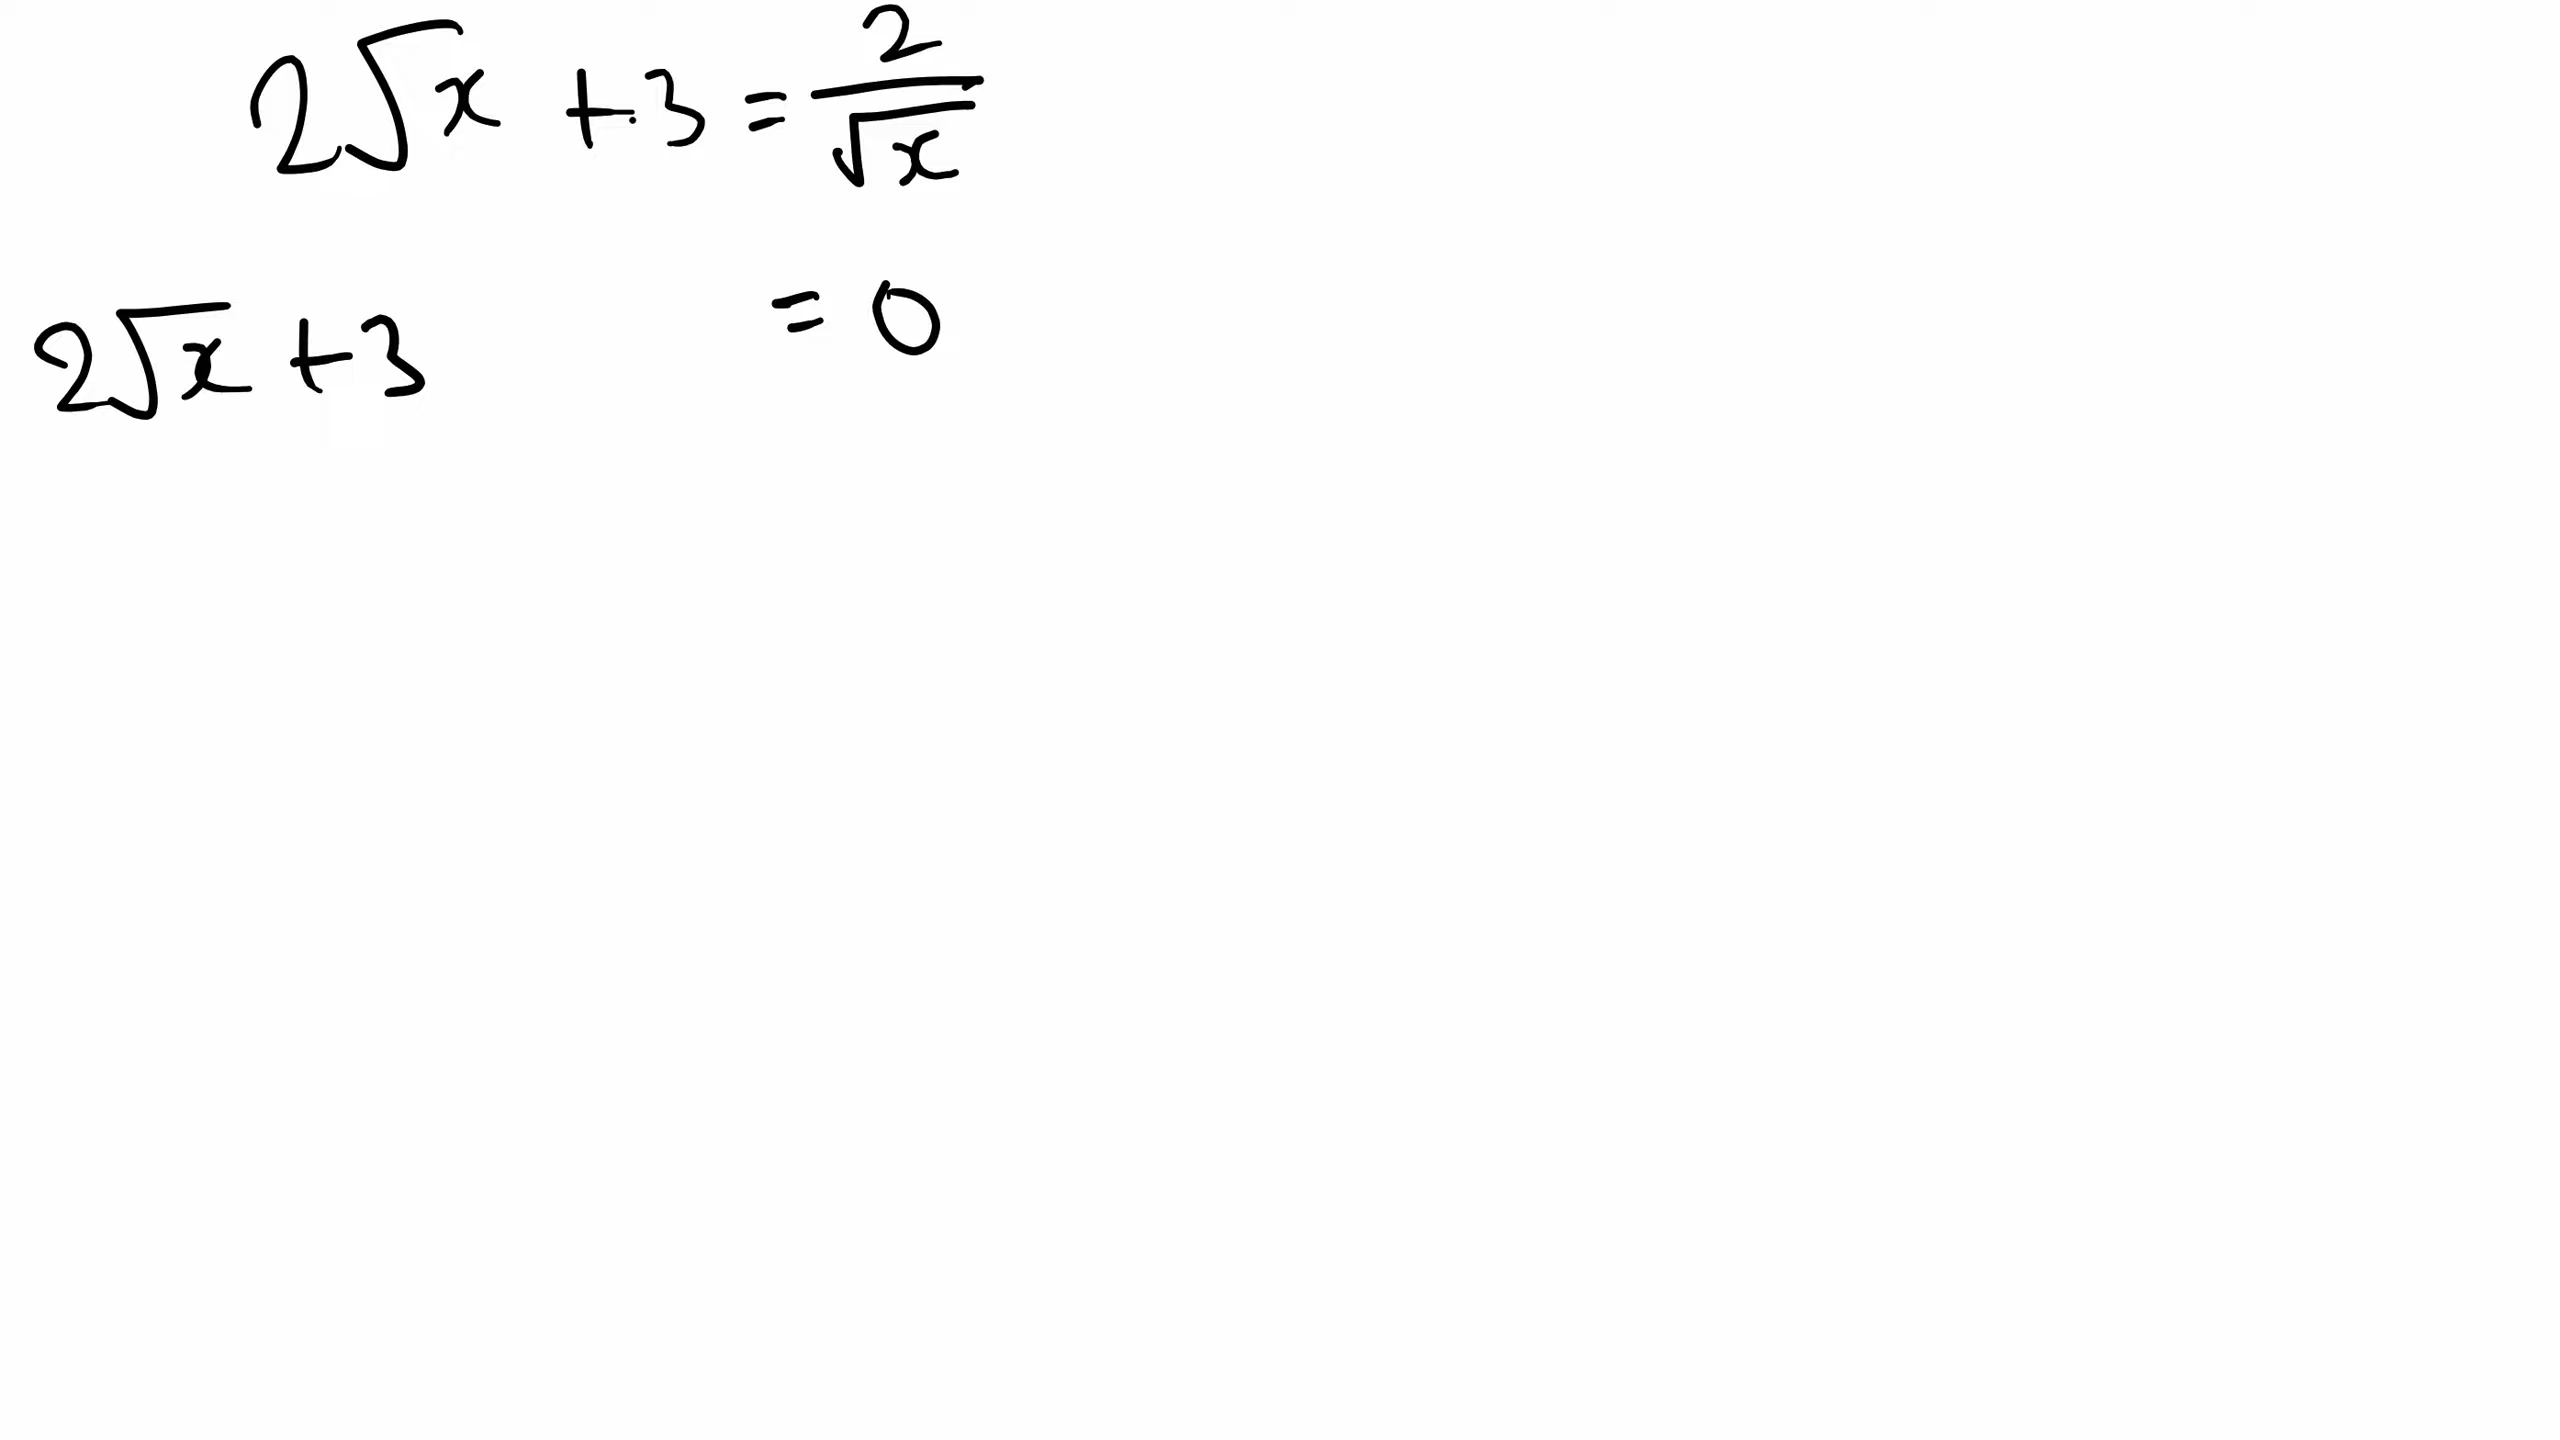 2√x + 3 = 2/√x
2√x + 3 = 0